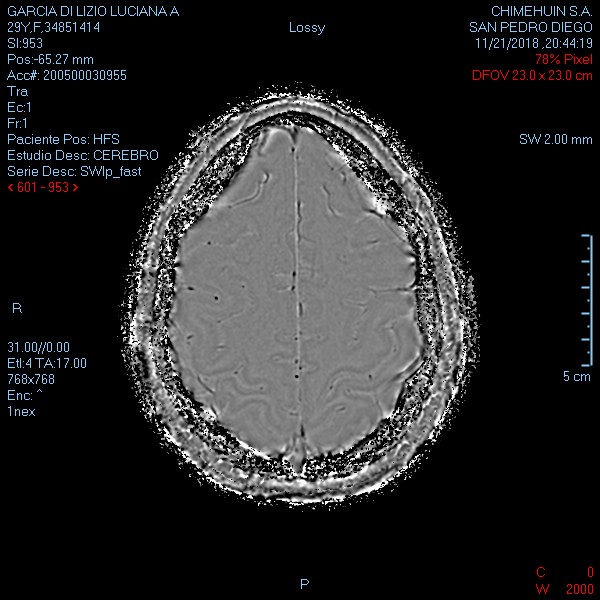 GARCIA DI LIZIO LUCIANA A
29Y,F,34851414
Sl:953
Pos:-65.27 mm
Acc#: 200500030955
Tra
Ec:1
Fr:1
Paciente Pos: HFS
Estudio Desc: CEREBRO
Serie Desc: SWIp_fast
< 601 - 953 >
Lossy
CHIMEHUIN S.A.
SAN PEDRO DIEGO
11/21/2018 ,20:44:19
78% Pixel
DFOV 23.0 x 23.0 cm
SW 2.00 mm
R
31.00//0.00
Etl:4 TA:17.00
768x768
Enc: ^
1nex
5 cm
P
C 0
W 2000